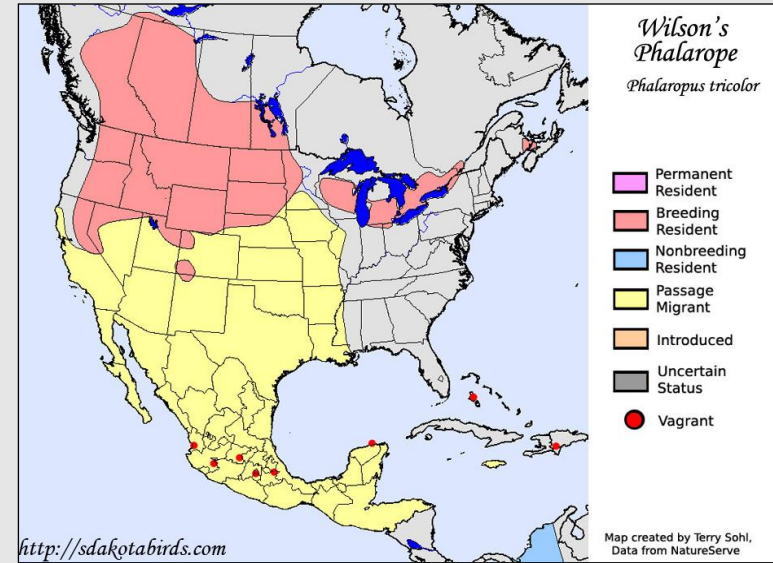 Wilson's
Phalarope
Phalaropus tricolor
Permanent
Resident
Breeding
Resident
Nonbreeding
Resident
Passage
Migrant
Introduced
Uncertain
Status
Vagrant
http://sdakotabirds.com
Map created by Terry Sohl,
Data from NatureServe